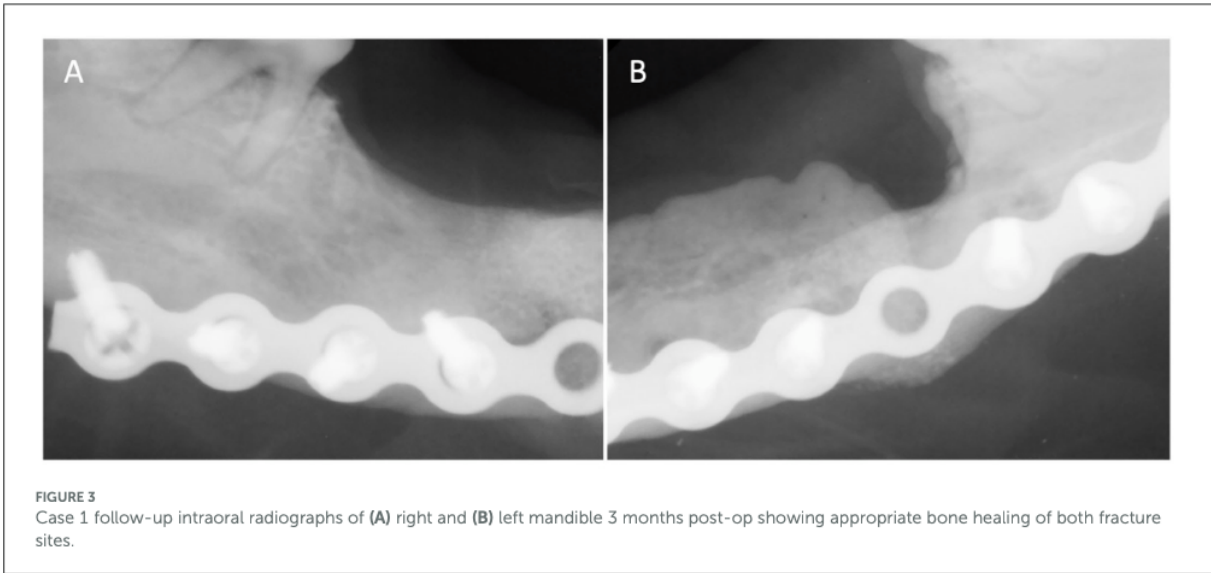 A
B
FIGURE 3
Case 1 follow-up intraoral radiographs of (A) right and (B) left mandible 3 months post-op showing appropriate bone healing of both fracture
sites.